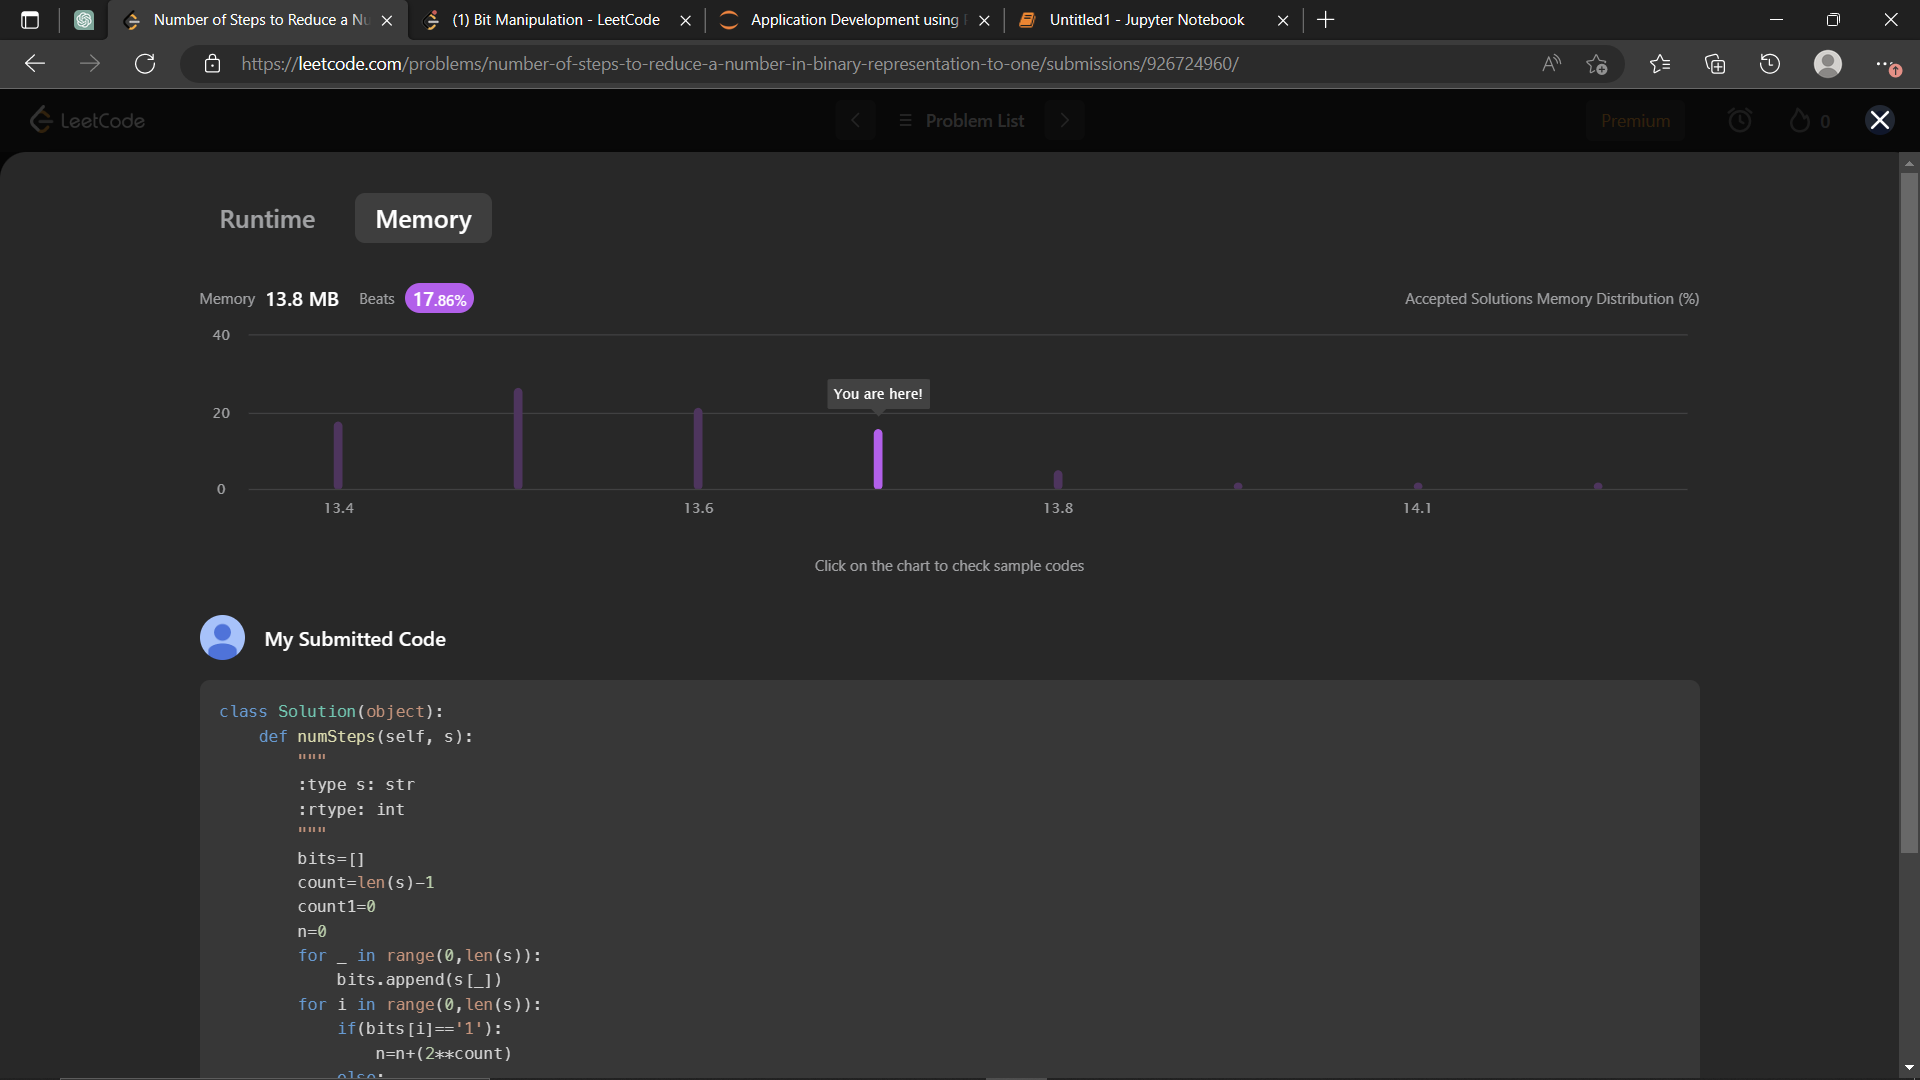 Number of Steps to Reduce a Nu
(1) Bit Manipulation - LeetCode
Application Development using
Untitled1 - Jupyter Notebook
https://leetcode.com/problems/number-of-steps-to-reduce-a-number-in-binary-representation-to-one/submissions/926724960/
LeetCode
Problem List
Premium
0
Runtime
Memory
Memory 13.8 MB Beats 17.86%
Accepted Solutions Memory Distribution (%)
40
You are here!
20
0
13.4 13.6 13.8 14.1
Click on the chart to check sample codes
My Submitted Code
class Solution(object):
    def numSteps(self, s):
        """
        :type s: str
        :rtype: int
        """
        bits=[]
        count=len(s)-1
        count1=0
        n=0
        for _ in range(0,len(s)):
            bits.append(s[_])
        for i in range(0,len(s)):
            if(bits[i]=='1'):
                n=n+(2**count)
            else: